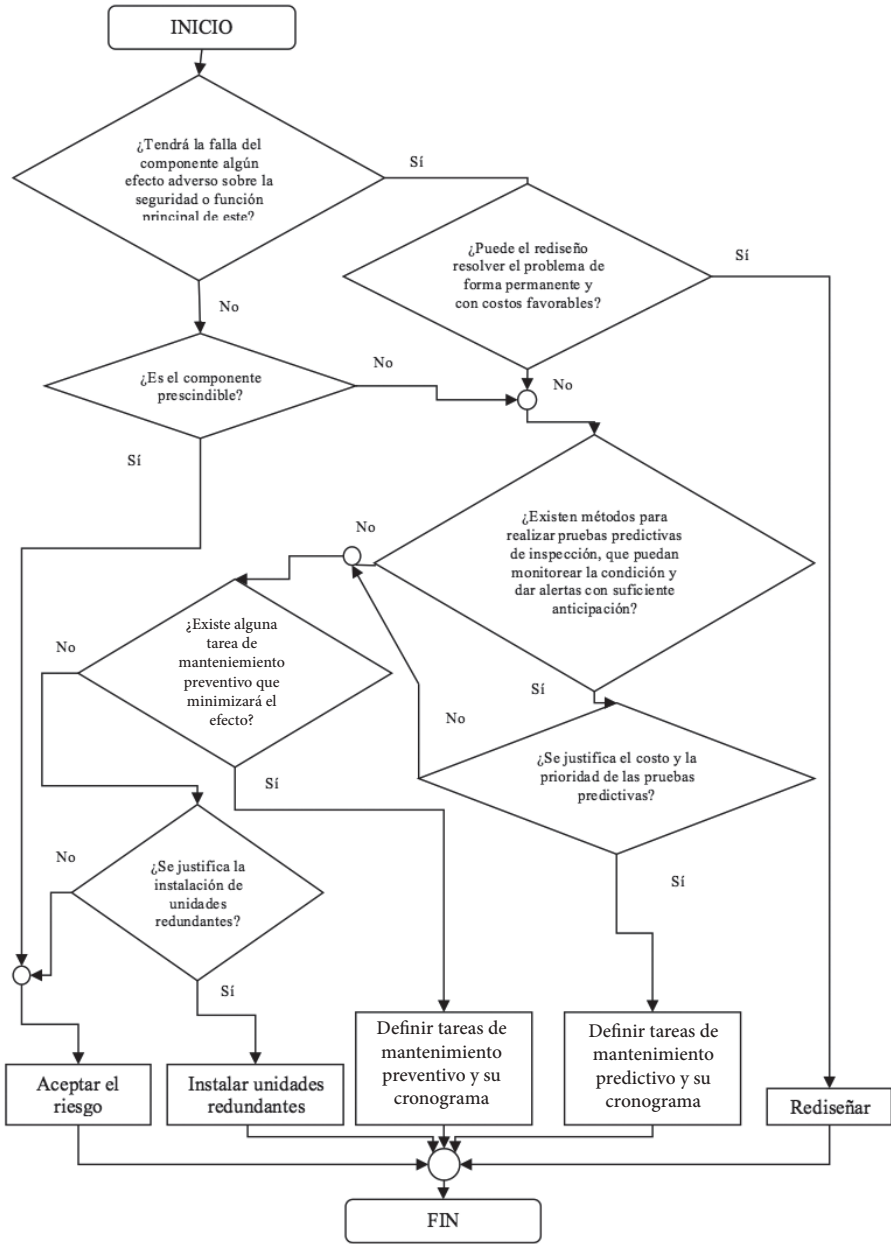 INICIO
¿Tendrá la falla del
componente algún
efecto adverso sobre la
seguridad o función
principal de este?
Sí
No
¿Puede el rediseño
resolver el problema de
forma permanente y
con costos favorables?
Sí
No
¿Es el componente
prescindible?
No
Sí
¿Existen métodos para
realizar pruebas predictivas
de inspección, que puedan
monitorear la condición y
dar alertas con suficiente
anticipación?
No
Sí
¿Existe alguna
tarea de
manteniemiento
preventivo que
minimizará el
efecto?
No
Sí
¿Se justifica el costo y la
prioridad de las pruebas
predictivas?
No
Sí
¿Se justifica la
instalación de
unidades
redundantes?
No
Sí
Aceptar el
riesgo
Instalar unidades
redundantes
Definir tareas de
mantenimiento
preventivo y su
cronograma
Definir tareas de
mantenimiento
predictivo y su
cronograma
Rediseñar
FIN